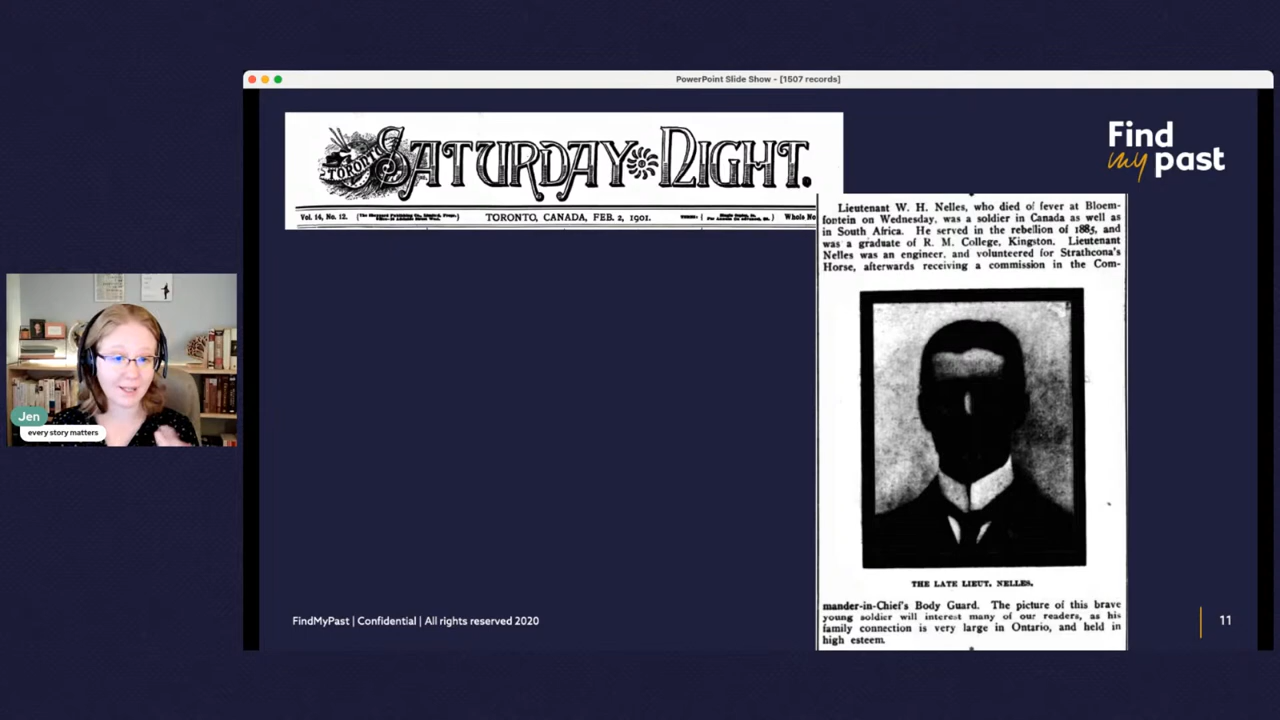 PowerPoint Slide Show - [1507 records]
TORONTO
SATURDAY NIGHT.
Vol. 14, No. 12.
TORONTO, CANADA, FEB. 2, 1901.
Whole No
Find
my past
Lieutenant W. H. Nelles, who died of fever at Bloem-
fontein on Wednesday, was a soldier in Canada as well as
in South Africa. He served in the rebellion of 1885, and
was a graduate of R. M. College, Kingston. Lieutenant
Nelles was an engineer, and volunteered for Strathcona's
Horse, afterwards receiving a commission in the Com-
THE LATE LIEUT. NELLES.
mander-in-Chief's Body Guard. The picture of this brave
young soldier will interest many of our readers, as his
family connection is very large in Ontario, and held in
high esteem.
Jen
every story matters
FindMyPast | Confidential | All rights reserved 2020
11